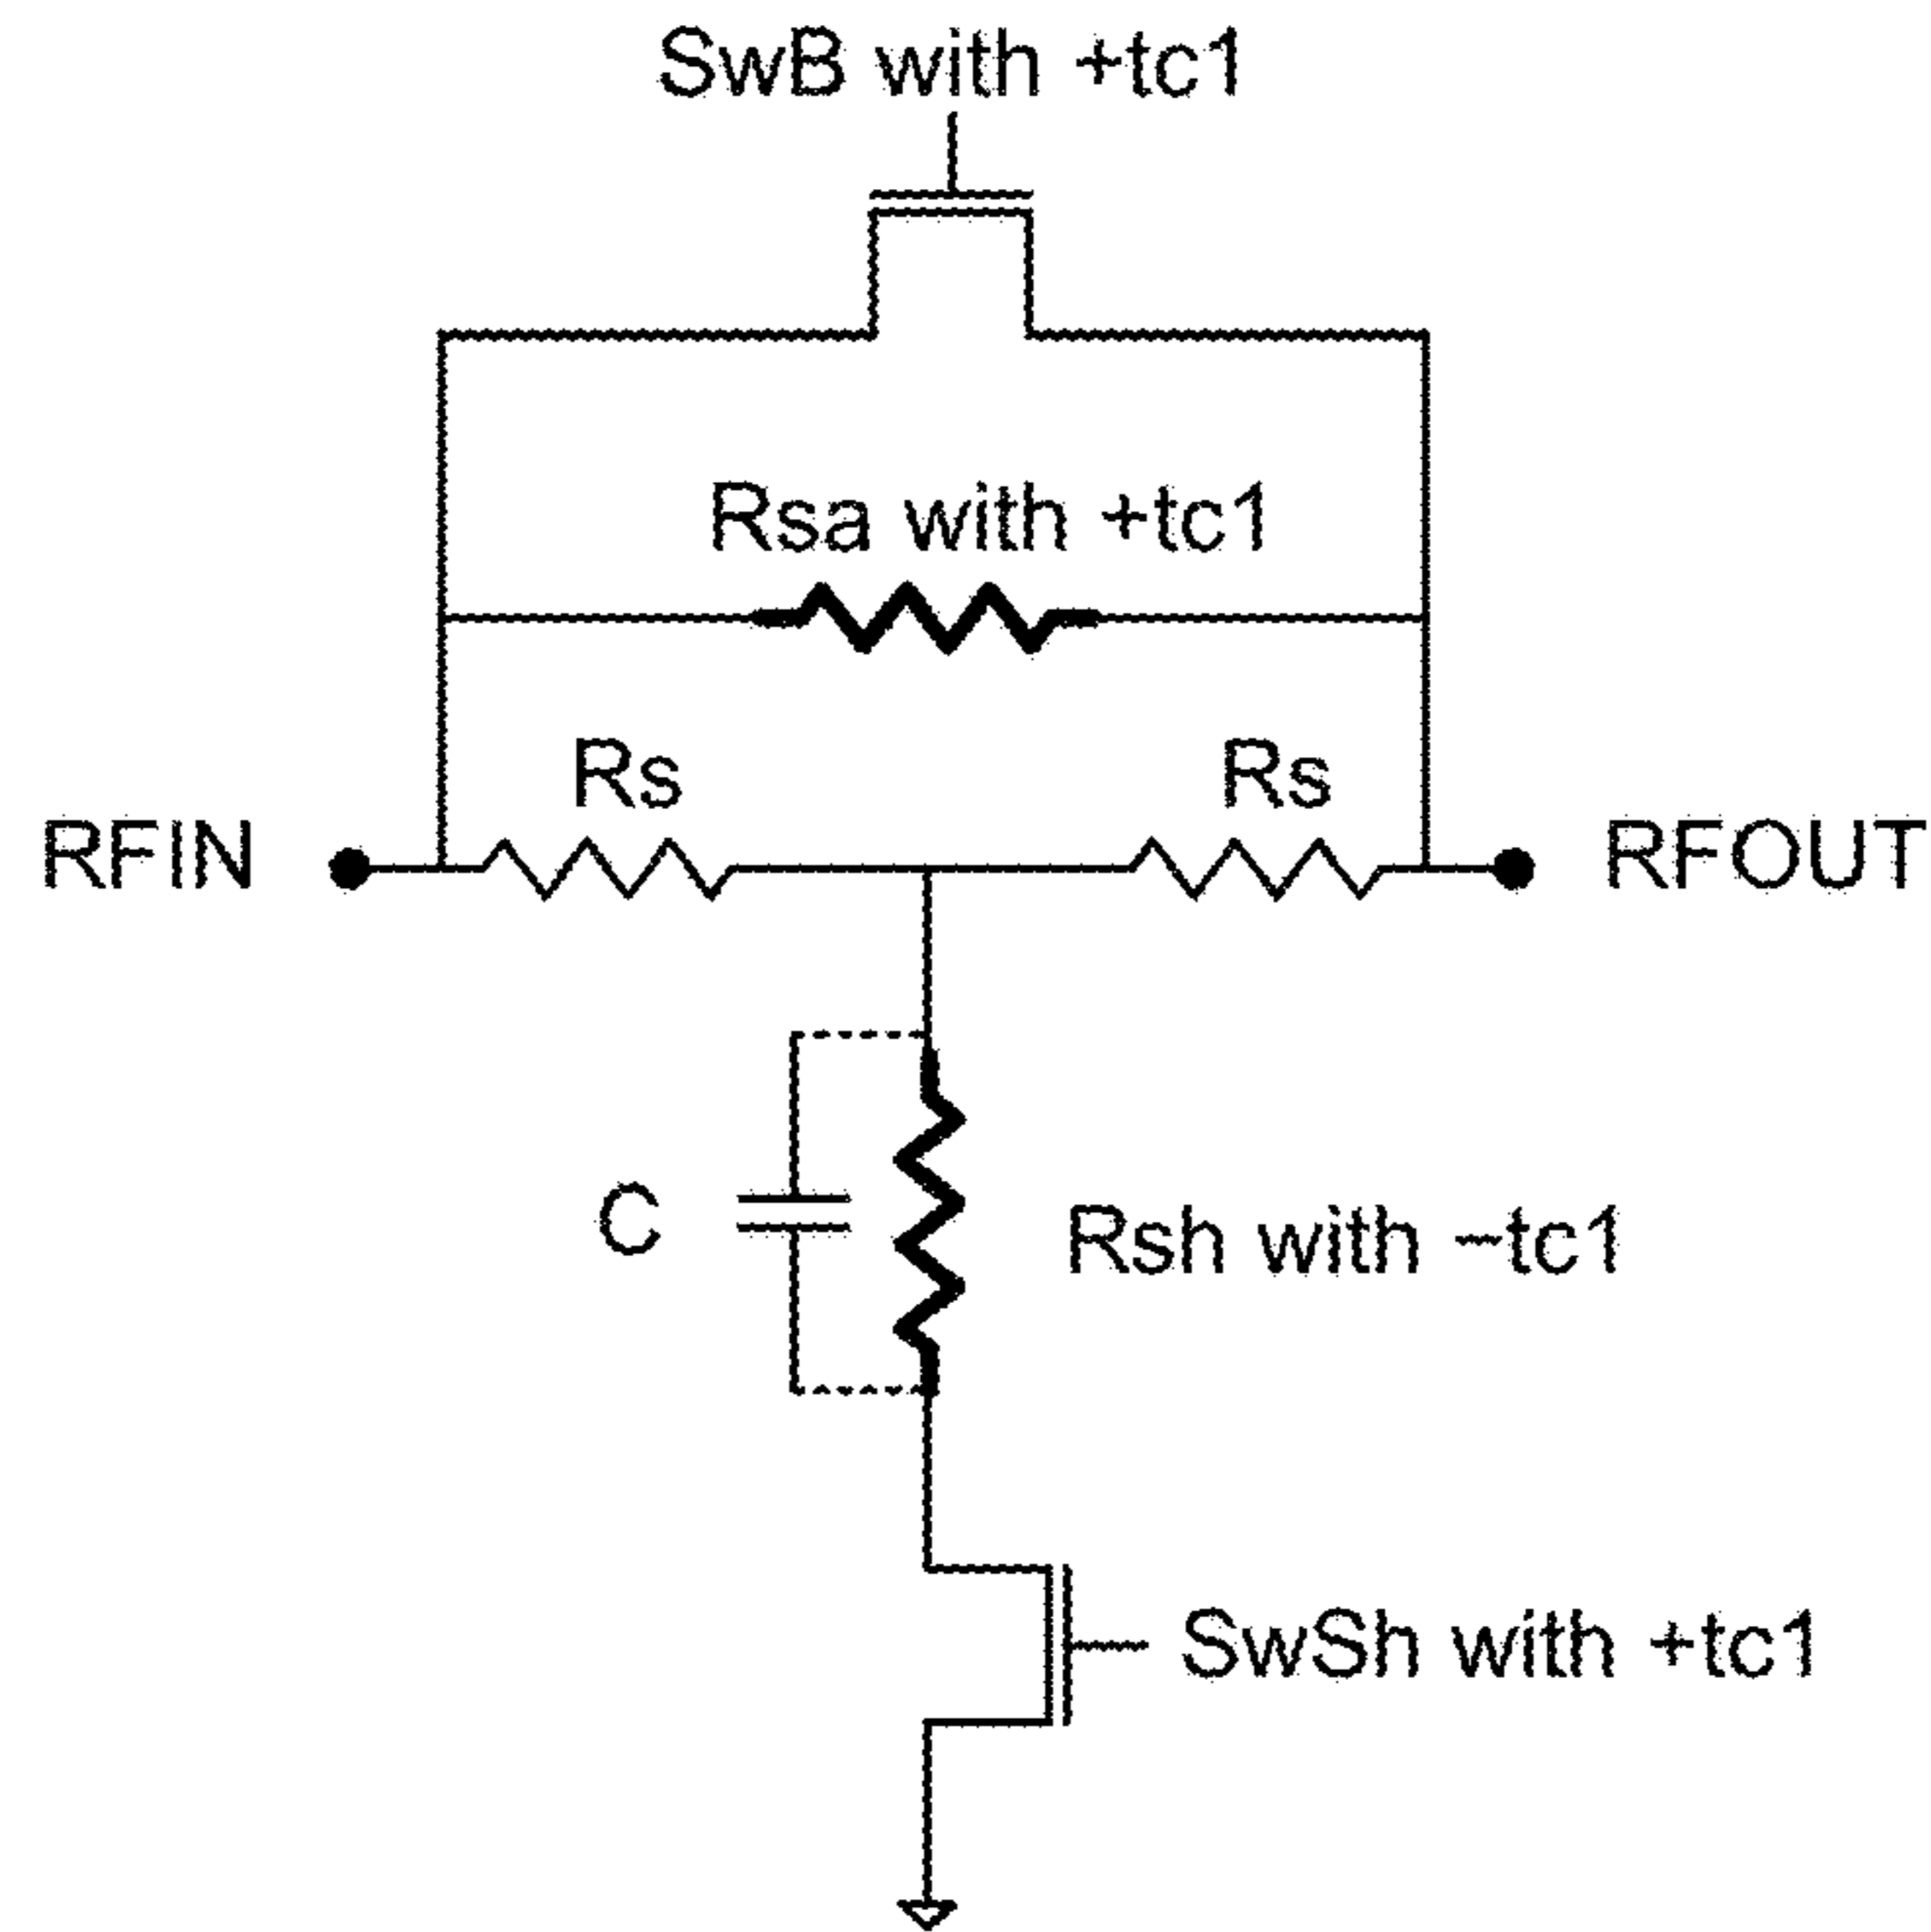 SwB with +tc1
Rsa with +tc1
Rs
Rs
RFIN
RFOUT
C
Rsh with −tc1
SwSh with +tc1